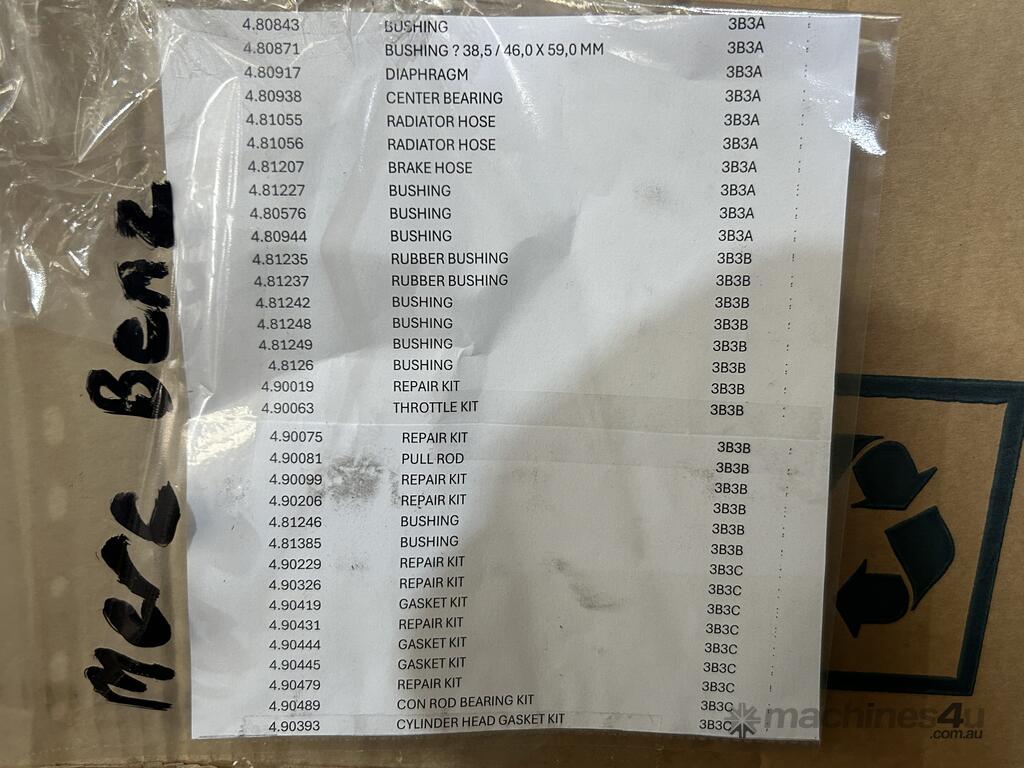 4.80843 BUSHING 3B3A
4.80871 BUSHING ? 38,5 / 46,0 X 59,0 MM 3B3A
4.80917 DIAPHRAGM 3B3A
4.80938 CENTER BEARING 3B3A
4.81055 RADIATOR HOSE 3B3A
4.81056 RADIATOR HOSE 3B3A
4.81207 BRAKE HOSE 3B3A
4.81227 BUSHING 3B3A
4.80576 BUSHING 3B3A
4.80944 BUSHING 3B3A
4.81235 RUBBER BUSHING 3B3B
4.81237 RUBBER BUSHING 3B3B
4.81242 BUSHING 3B3B
4.81248 BUSHING 3B3B
4.81249 BUSHING 3B3B
4.8126 BUSHING 3B3B
4.90019 REPAIR KIT 3B3B
4.90063 THROTTLE KIT 3B3B
4.90075 REPAIR KIT 3B3B
4.90081 PULL ROD 3B3B
4.90099 REPAIR KIT 3B3B
4.90206 REPAIR KIT 3B3B
4.81246 BUSHING 3B3B
4.81385 BUSHING 3B3B
4.90229 REPAIR KIT 3B3C
4.90326 REPAIR KIT 3B3C
4.90419 GASKET KIT 3B3C
4.90431 REPAIR KIT 3B3C
4.90444 GASKET KIT 3B3C
4.90445 GASKET KIT 3B3C
4.90479 REPAIR KIT 3B3C
4.90489 CON ROD BEARING KIT 3B3C
4.90393 CYLINDER HEAD GASKET KIT 3B3C
Merc Benz
machines4u
.com.au